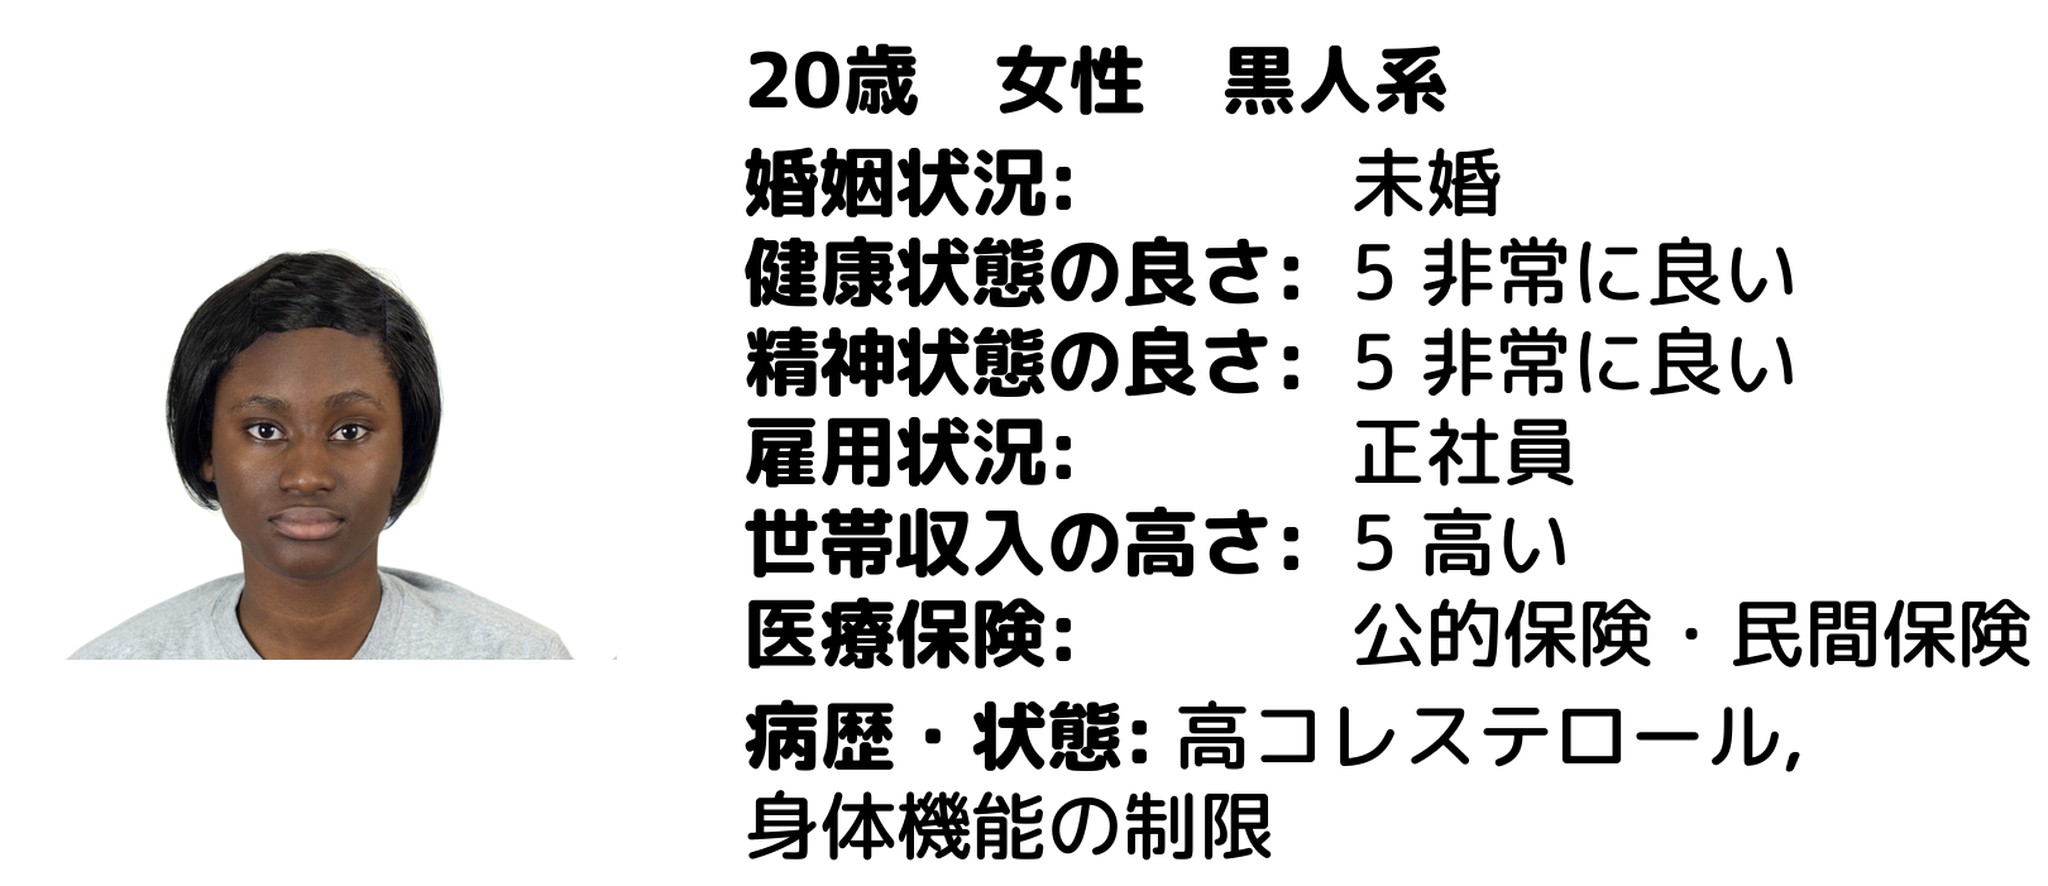 20歳　女性　黒人系
婚姻状況: 未婚
健康状態の良さ: 5 非常に良い
精神状態の良さ: 5 非常に良い
雇用状況: 正社員
世帯収入の高さ: 5 高い
医療保険: 公的保険・民間保険
病歴・状態: 高コレステロール,
身体機能の制限